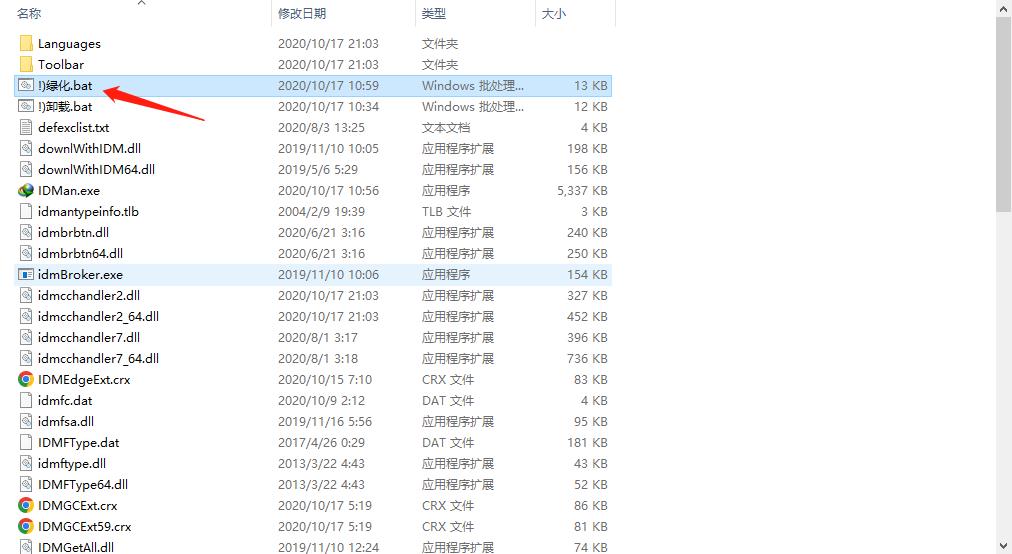 名称 修改日期 类型 大小
Languages 2020/10/17 21:03 文件夹
Toolbar 2020/10/17 21:03 文件夹
!)绿化.bat 2020/10/17 10:59 Windows 批处理... 13 KB
!)卸载.bat 2020/10/17 10:34 Windows 批处理... 12 KB
defexclist.txt 2020/8/3 13:25 文本文档 4 KB
downlWithIDM.dll 2019/11/10 10:05 应用程序扩展 198 KB
downlWithIDM64.dll 2019/5/6 5:29 应用程序扩展 156 KB
IDMan.exe 2020/10/17 10:56 应用程序 5,337 KB
idmantypeinfo.tlb 2004/2/9 19:39 TLB 文件 3 KB
idmbrbtn.dll 2020/6/21 3:16 应用程序扩展 240 KB
idmbrbtn64.dll 2020/6/21 3:16 应用程序扩展 250 KB
idmBroker.exe 2019/11/10 10:06 应用程序 154 KB
idmcchandler2.dll 2020/10/17 21:03 应用程序扩展 327 KB
idmcchandler2_64.dll 2020/10/17 21:03 应用程序扩展 452 KB
idmcchandler7.dll 2020/8/1 3:17 应用程序扩展 396 KB
idmcchandler7_64.dll 2020/8/1 3:18 应用程序扩展 736 KB
IDMEdgeExt.crx 2020/10/15 7:10 CRX 文件 83 KB
idmfc.dat 2020/10/9 2:12 DAT 文件 4 KB
idmfsa.dll 2019/11/16 5:56 应用程序扩展 95 KB
IDMFType.dat 2017/4/26 0:29 DAT 文件 181 KB
idmftype.dll 2013/3/22 4:43 应用程序扩展 43 KB
IDMFType64.dll 2013/3/22 4:43 应用程序扩展 52 KB
IDMGCExt.crx 2020/10/17 5:19 CRX 文件 86 KB
IDMGCExt59.crx 2020/10/17 5:19 CRX 文件 81 KB
IDMGetAll.dll 2019/11/10 12:24 应用程序扩展 74 KB